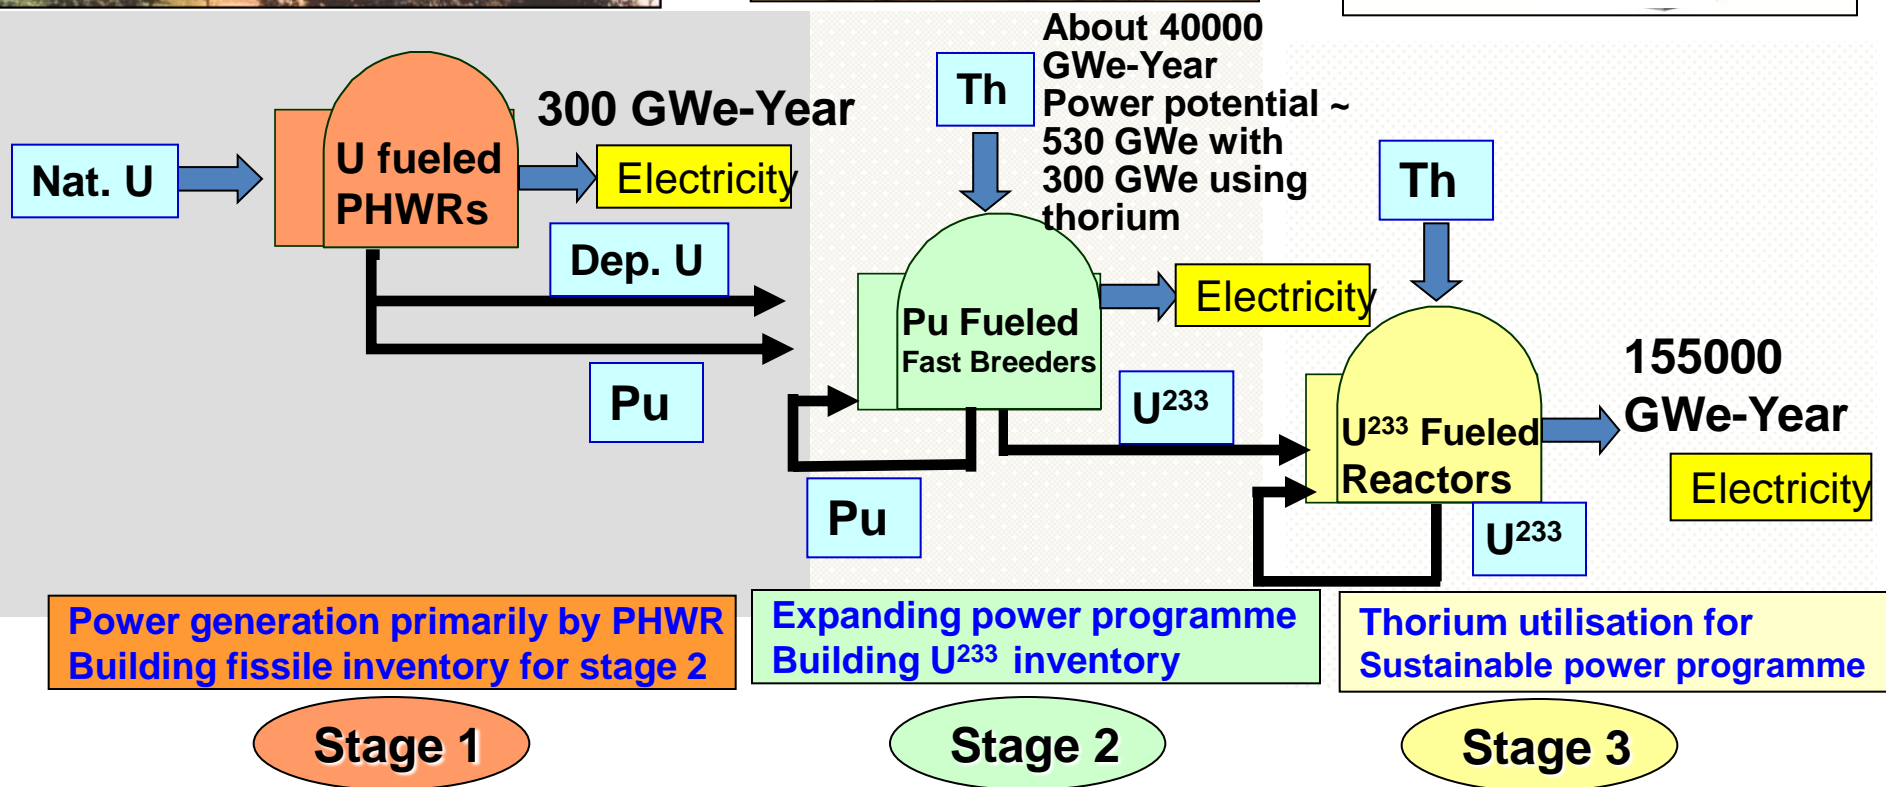 Nat. U
U fueled
PHWRs
300 GWe-Year
Electricity
Dep. U
Pu
Th
About 40000
GWe-Year
Power potential ~
530 GWe with
300 GWe using
thorium
Pu Fueled
Fast Breeders
Electricity
U²³³
Pu
Th
U²³³ Fueled
Reactors
155000
GWe-Year
Electricity
U²³³
Power generation primarily by PHWR
Building fissile inventory for stage 2
Expanding power programme
Building U²³³ inventory
Thorium utilisation for
Sustainable power programme
Stage 1
Stage 2
Stage 3